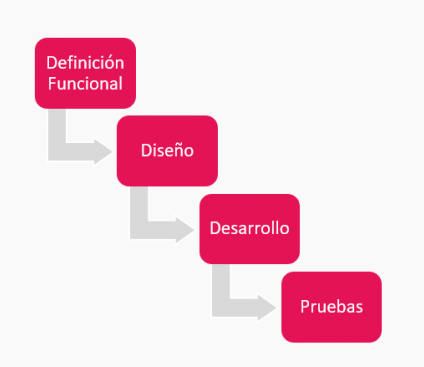 Definición
Funcional
Diseño
Desarrollo
Pruebas